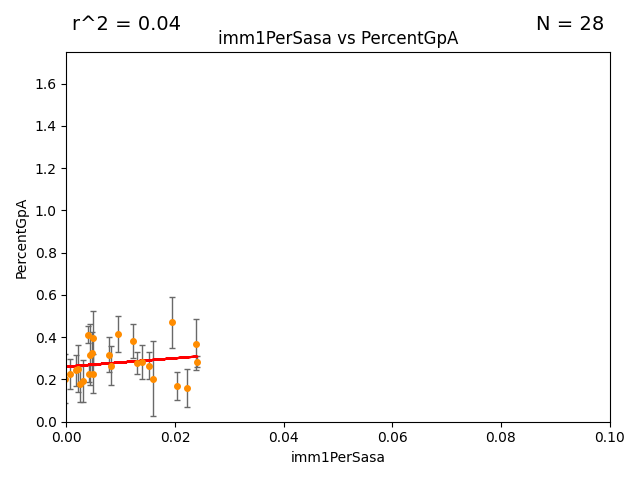 r^2 = 0.04
N = 28
imm1PerSasa vs PercentGpA
PercentGpA
1.6
1.4
1.2
1.0
0.8
0.6
0.4
0.2
0.0
0.00 0.02 0.04 0.06 0.08 0.10
imm1PerSasa